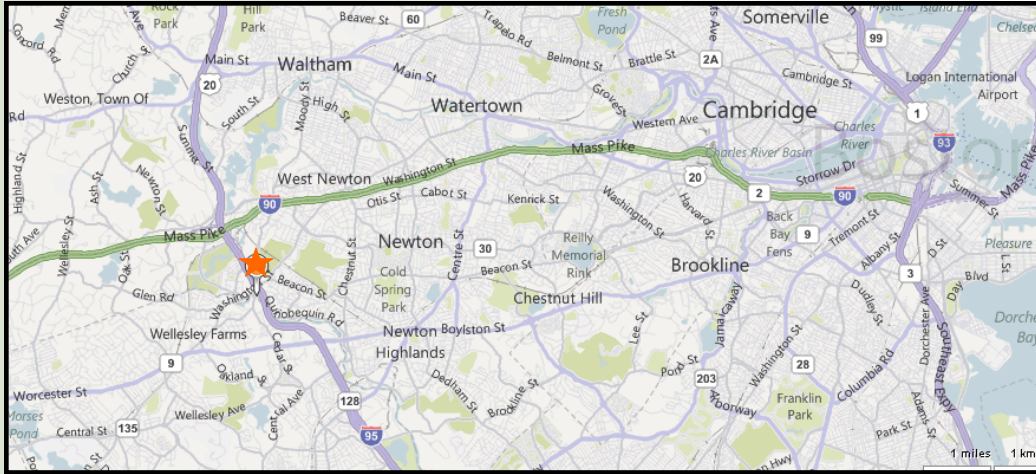 Rock Park
Hill Park
Beaver St
60
Trapelo Rd
Fresh Pond
Somerville
99
Concord Rd
Church St
Main St
Waltham
Main St
Belmont St
Brattle St
2A
Cambridge St
Logan International Airport
20
Weston, Town Of
South St
Moody St
High St
Watertown
Grove St
Western Ave
Cambridge
Charles River
1
93
Rd
Summer St
Mass Pike
Charles River Basin
Storrow Dr
Highland St
Ash St
Newton St
West Newton
Washington St
Otis St
Cabot St
Kenrick St
Washington St
Harvard St
20
2
90
Summer St
Mass Pike
90
Wellesley St
Mass Pike
Newton
Centre St
30
Reilly Memorial Rink
Back Bay Fens
9
Tremont St
Albany St
D St
Pleasure
L St
South Ave
Oak St
Chestnut St
Cold Spring Park
Beacon St
Brookline
3
Day Blvd
Glen Rd
Washington St
Beacon St
Quinobequin Rd
Chestnut Hill
Jamaicaway
Dudley St
Dorchester Ave
Wellesley Farms
Newton Highlands
Boylston St
Lee St
Washington St
Southeast Expy
9
Cedar St
Oakland St
Pond St
28
Columbia Rd
Worcester St
Wellesley Ave
Central Ave
128
Dedham St
Brookline St
203
Arborway
Franklin Park
Adams St
Morses Pond
Central St
135
95
Park St
1 miles